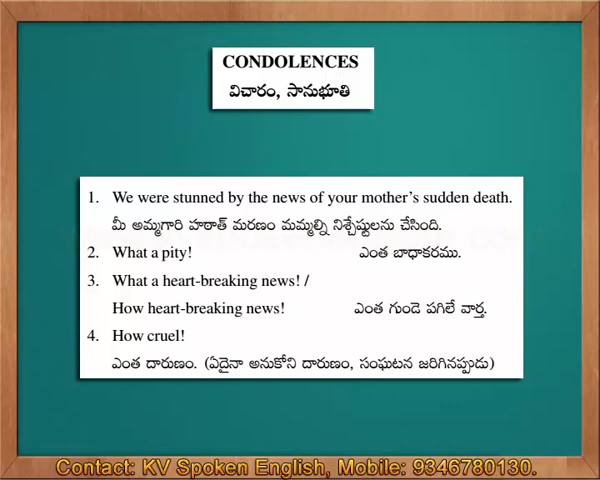 CONDOLENCES
విచారం, సానుభూతి
1. We were stunned by the news of your mother's sudden death.
మీ అమ్మగారి హఠాత్ మరణం మమ్మల్ని నిశ్చేష్టులను చేసింది.
2. What a pity! ఎంత బాధాకరము.
3. What a heart-breaking news! /
How heart-breaking news! ఎంత గుండె పగిలే వార్త.
4. How cruel!
ఎంత దారుణం. (ఏదైనా అనుకోని దారుణం, సంఘటన జరిగినప్పుడు)
Contact: KV Spoken English, Mobile: 9346780130.